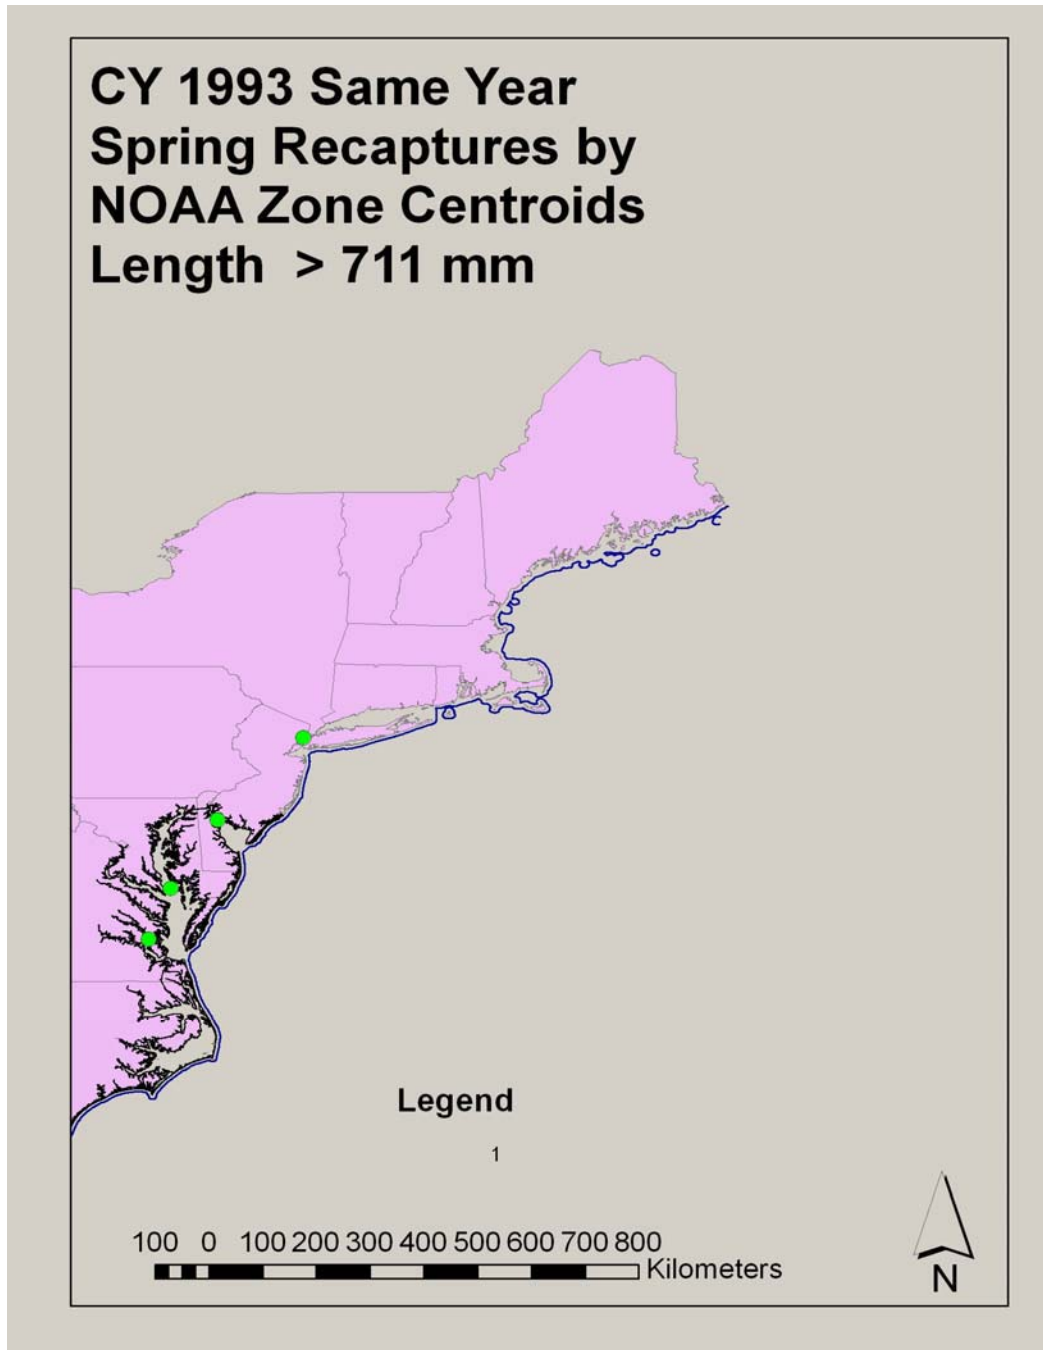 CY 1993 Same Year
Spring Recaptures by
NOAA Zone Centroids
Length > 711 mm
Legend
1
100 0 100 200 300 400 500 600 700 800
Kilometers
N